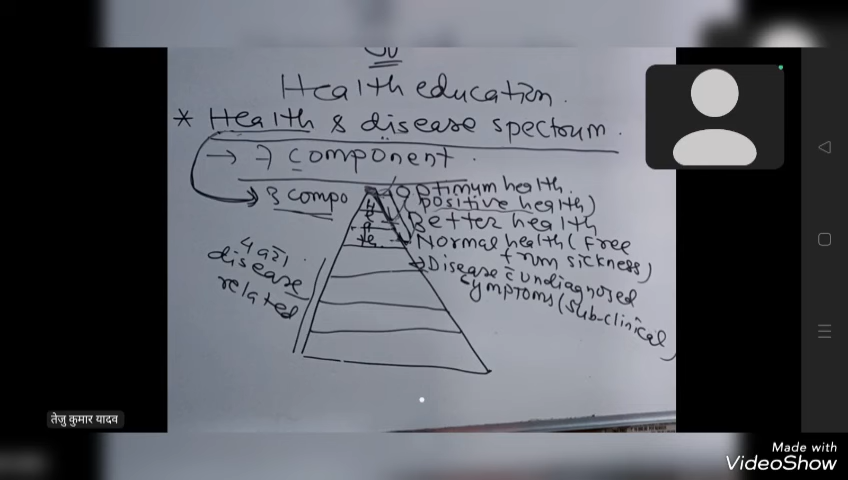 Health education.
* Health & disease spectrum.
→ 7 component.
→ 3 compo
Optimum health.
(positive health)
Better health
Normal health (free
from sickness)
→ Disease c̄ undiagnosed
symptoms (sub-clinical)
disease
related
तेजु कुमार यादव
Made with
VideoShow